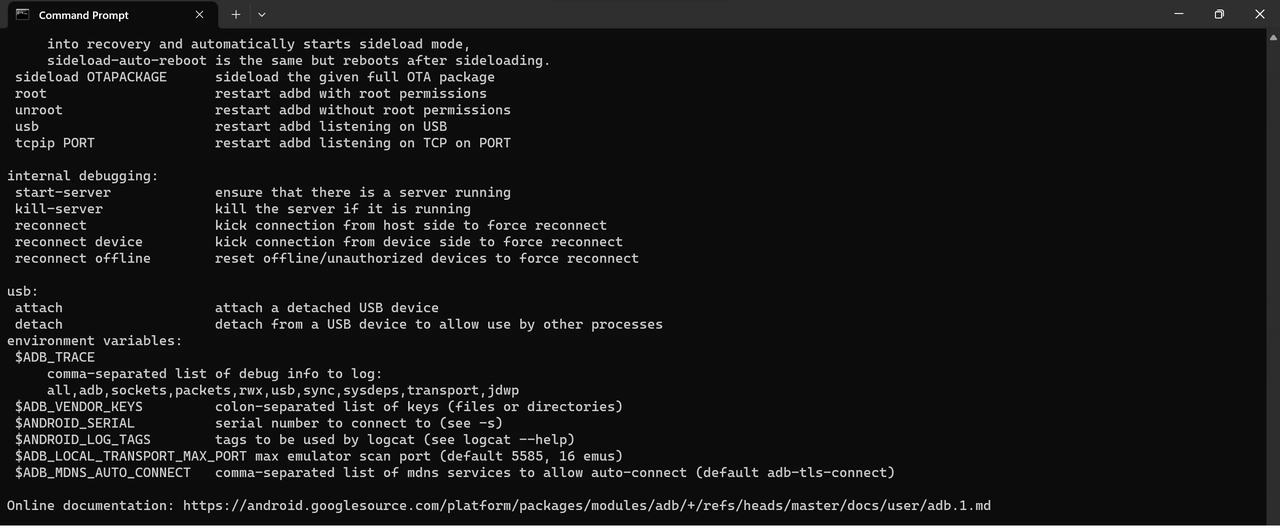 Command Prompt
into recovery and automatically starts sideload mode,
sideload-auto-reboot is the same but reboots after sideloading.
sideload OTAPACKAGE      sideload the given full OTA package
root                     restart adbd with root permissions
unroot                   restart adbd without root permissions
usb                      restart adbd listening on USB
tcpip PORT               restart adbd listening on TCP on PORT
internal debugging:
start-server             ensure that there is a server running
kill-server              kill the server if it is running
reconnect                kick connection from host side to force reconnect
reconnect device         kick connection from device side to force reconnect
reconnect offline        reset offline/unauthorized devices to force reconnect
usb:
attach                   attach a detached USB device
detach                   detach from a USB device to allow use by other processes
environment variables:
$ADB_TRACE
comma-separated list of debug info to log:
all,adb,sockets,packets,rwx,usb,sync,sysdeps,transport,jdwp
$ADB_VENDOR_KEYS         colon-separated list of keys (files or directories)
$ANDROID_SERIAL          serial number to connect to (see -s)
$ANDROID_LOG_TAGS        tags to be used by logcat (see logcat --help)
$ADB_LOCAL_TRANSPORT_MAX_PORT max emulator scan port (default 5585, 16 emus)
$ADB_MDNS_AUTO_CONNECT   comma-separated list of mdns services to allow auto-connect (default adb-tls-connect)
Online documentation: https://android.googlesource.com/platform/packages/modules/adb/+/refs/heads/master/docs/user/adb.1.md